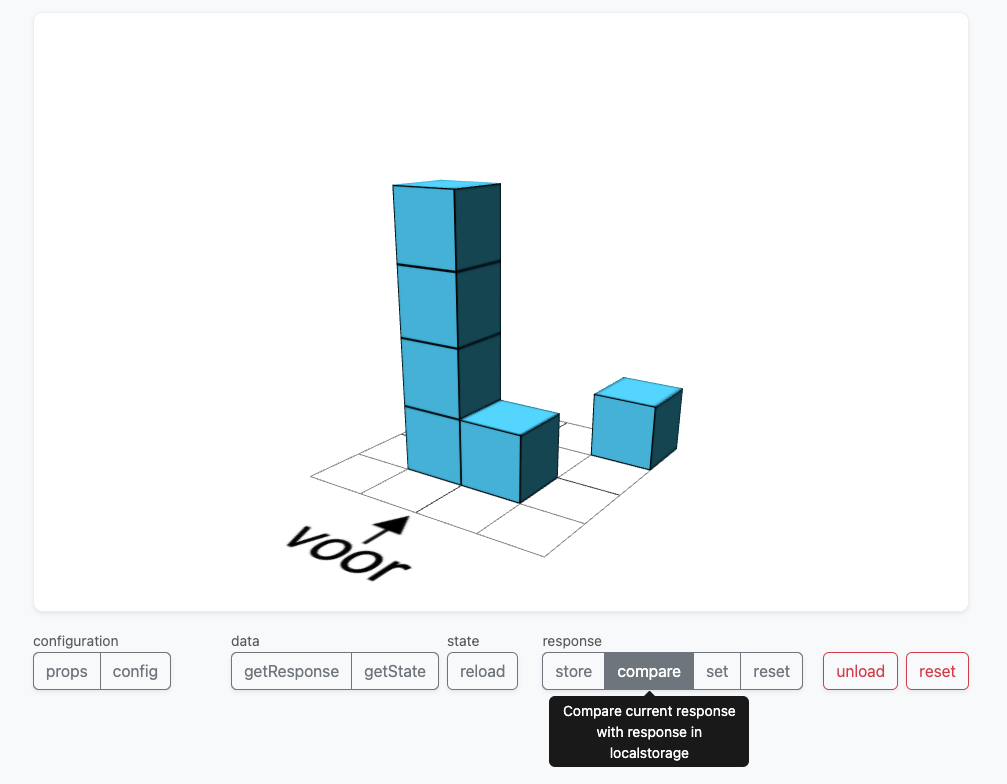 voor
configuration
data
state
response
props
config
getResponse
getState
reload
store
compare
set
reset
unload
reset
Compare current response
with response in
localstorage